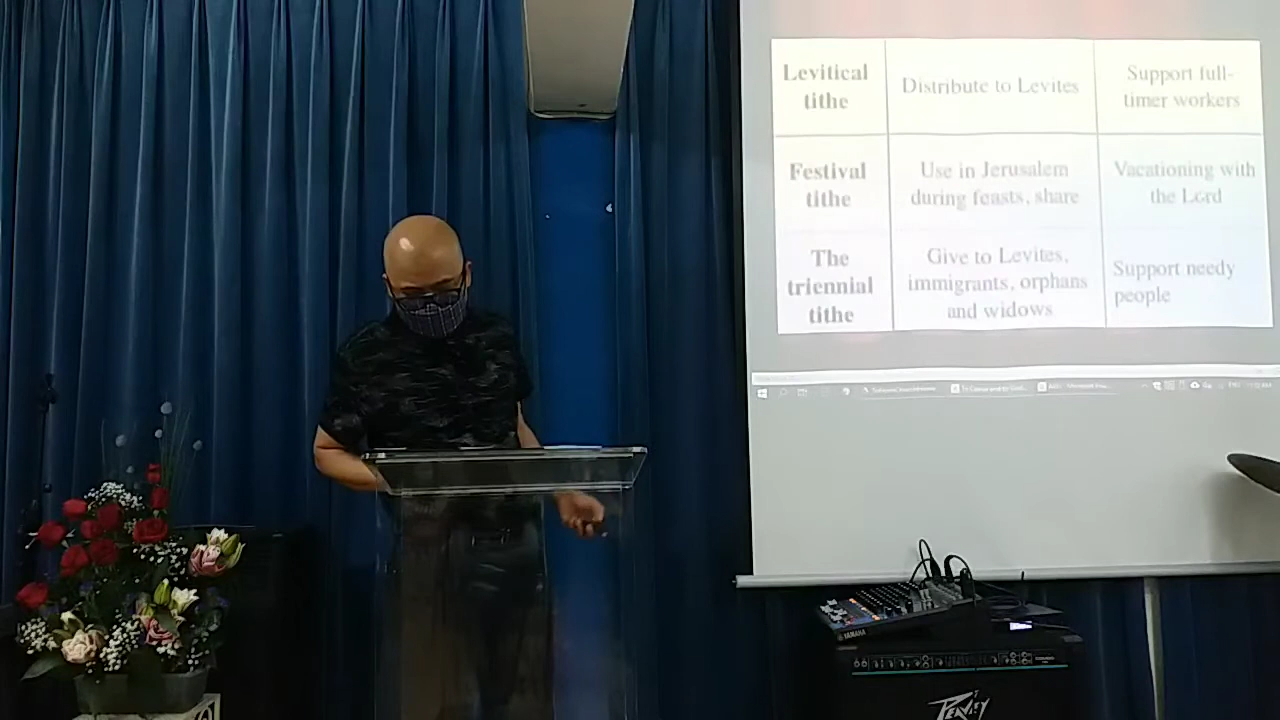 Levitical
tithe
Distribute to Levites
Support full-
timer workers
Festival
tithe
Use in Jerusalem
during feasts, share
Vacationing with
the Lord
The
triennial
tithe
Give to Levites,
immigrants, orphans
and widows
Support needy
people
YAMAHA
PEAVEY